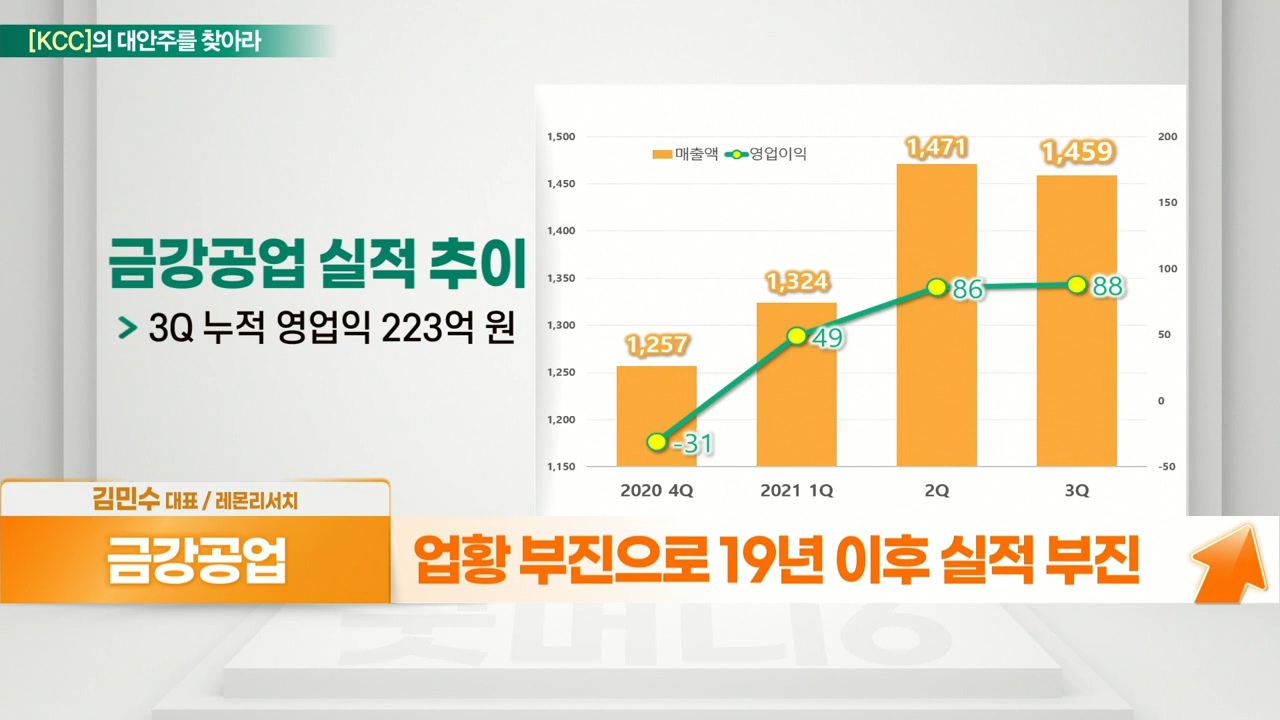 [KCC]의 대안주를 찾아라
금강공업 실적 추이
> 3Q 누적 영업익 223억 원
매출액 영업이익
1,500
1,450
1,400
1,350
1,300
1,250
1,200
1,150
200
150
100
50
0
-50
1,257
1,324
1,471
1,459
-31
49
86
88
2020 4Q 2021 1Q 2Q 3Q
김민수 대표 / 레몬리서치
금강공업
업황 부진으로 19년 이후 실적 부진